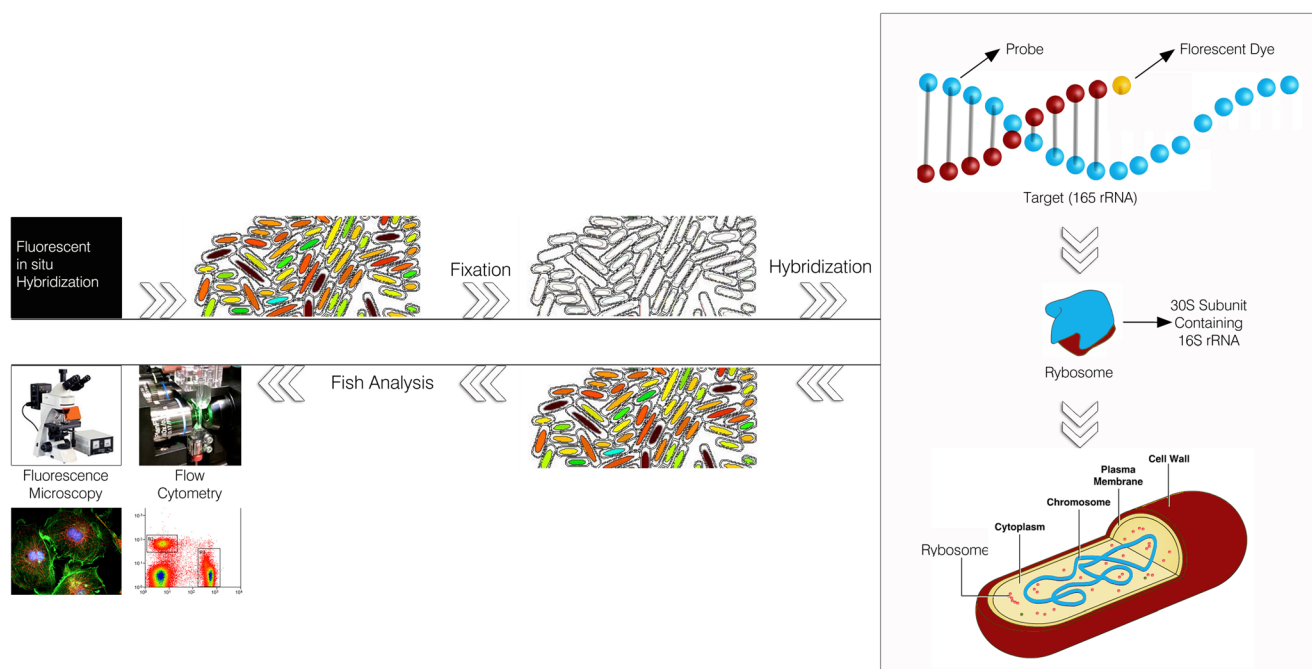 Probe
Florescent Dye
Target (165 rRNA)
Fluorescent
in situ
Hybridization
Fixation
Hybridization
30S Subunit
Containing
16S rRNA
Rybosome
Fish Analysis
Fluorescence
Microscopy
Flow
Cytometry
Cell Wall
Plasma
Membrane
Chromosome
Cytoplasm
Rybosome